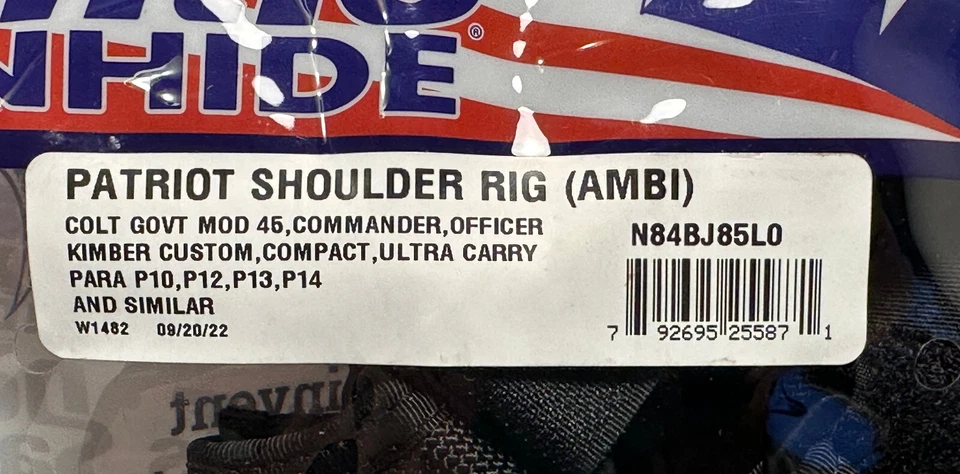 NHIDE®
PATRIOT SHOULDER RIG (AMBI)
COLT GOVT MOD 45,COMMANDER,OFFICER
KIMBER CUSTOM,COMPACT,ULTRA CARRY
PARA P10,P12,P13,P14
AND SIMILAR
W1482 09/20/22
N84BJ85L0
7 92695 25587 1